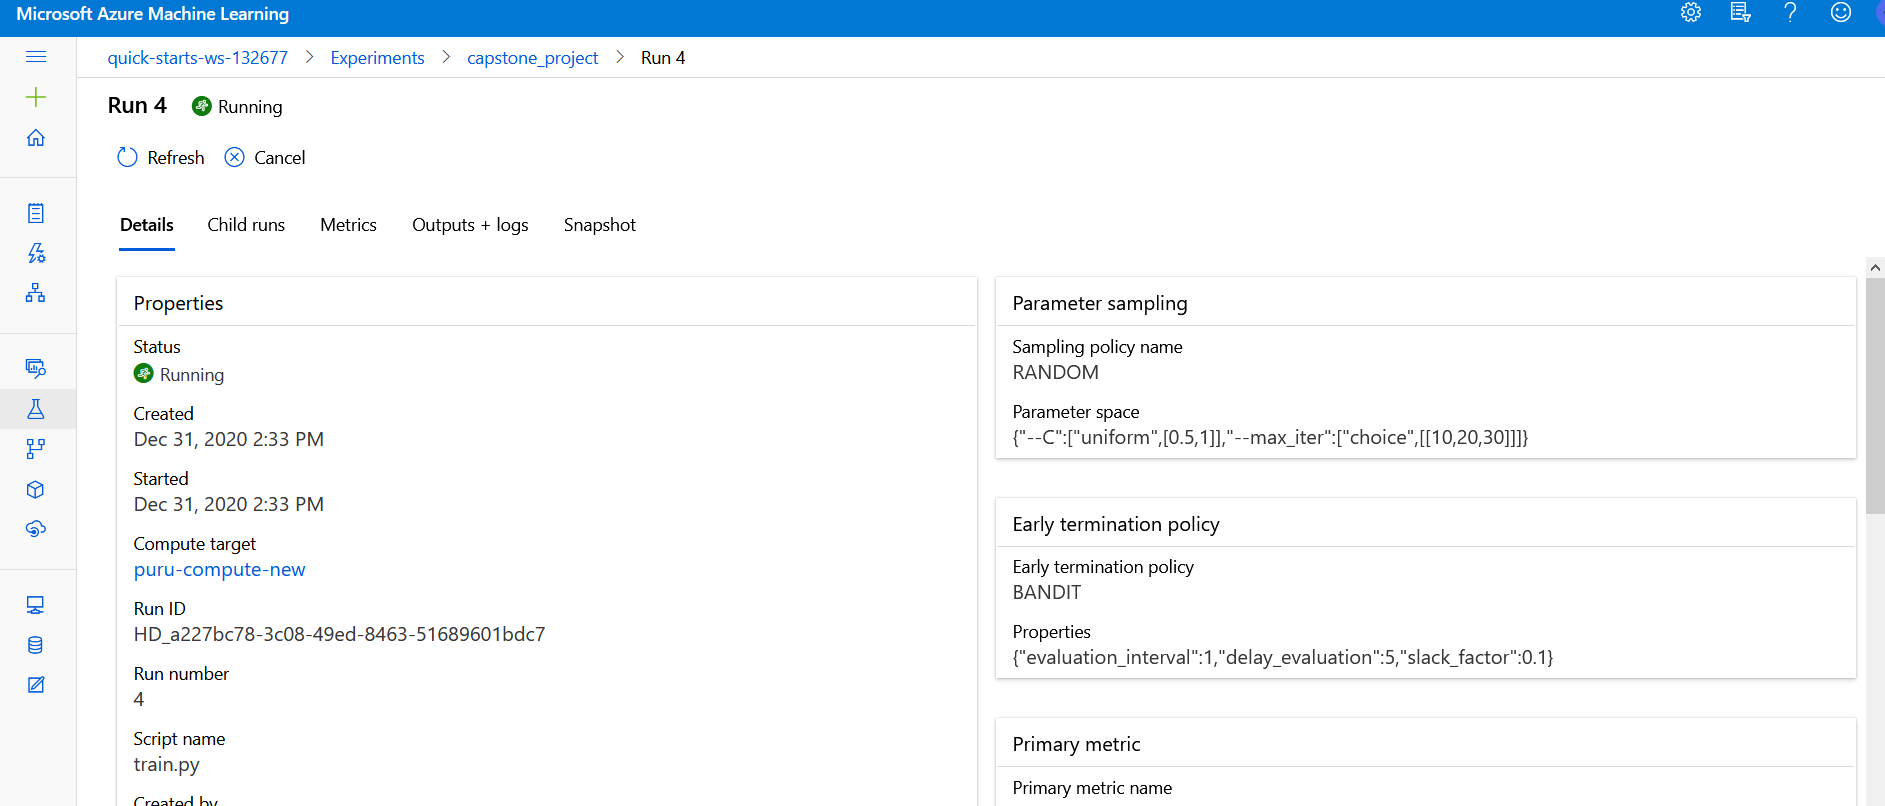 Microsoft Azure Machine Learning
quick-starts-ws-132677 > Experiments > capstone_project > Run 4
Run 4 Running
Refresh Cancel
Details Child runs Metrics Outputs + logs Snapshot
Properties
Status
Running
Created
Dec 31, 2020 2:33 PM
Started
Dec 31, 2020 2:33 PM
Compute target
puru-compute-new
Run ID
HD_a227bc78-3c08-49ed-8463-51689601bdc7
Run number
4
Script name
train.py
Created by
Parameter sampling
Sampling policy name
RANDOM
Parameter space
{"--C":["uniform",[0.5,1]],"--max_iter":["choice",[[10,20,30]]]}
Early termination policy
Early termination policy
BANDIT
Properties
{"evaluation_interval":1,"delay_evaluation":5,"slack_factor":0.1}
Primary metric
Primary metric name